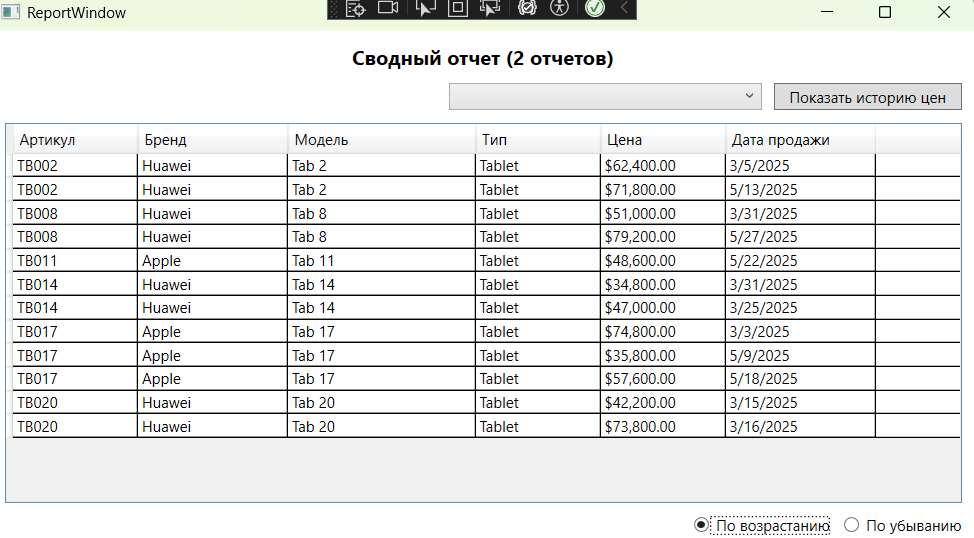 ReportWindow
Сводный отчет (2 отчетов)
Показать историю цен
Артикул Бренд Модель Тип Цена Дата продажи
TB002 Huawei Tab 2 Tablet $62,400.00 3/5/2025
TB002 Huawei Tab 2 Tablet $71,800.00 5/13/2025
TB008 Huawei Tab 8 Tablet $51,000.00 3/31/2025
TB008 Huawei Tab 8 Tablet $79,200.00 5/27/2025
TB011 Apple Tab 11 Tablet $48,600.00 5/22/2025
TB014 Huawei Tab 14 Tablet $34,800.00 3/31/2025
TB014 Huawei Tab 14 Tablet $47,000.00 3/25/2025
TB017 Apple Tab 17 Tablet $74,800.00 3/3/2025
TB017 Apple Tab 17 Tablet $35,800.00 5/9/2025
TB017 Apple Tab 17 Tablet $57,600.00 5/18/2025
TB020 Huawei Tab 20 Tablet $42,200.00 3/15/2025
TB020 Huawei Tab 20 Tablet $73,800.00 3/16/2025
По возрастанию По убыванию